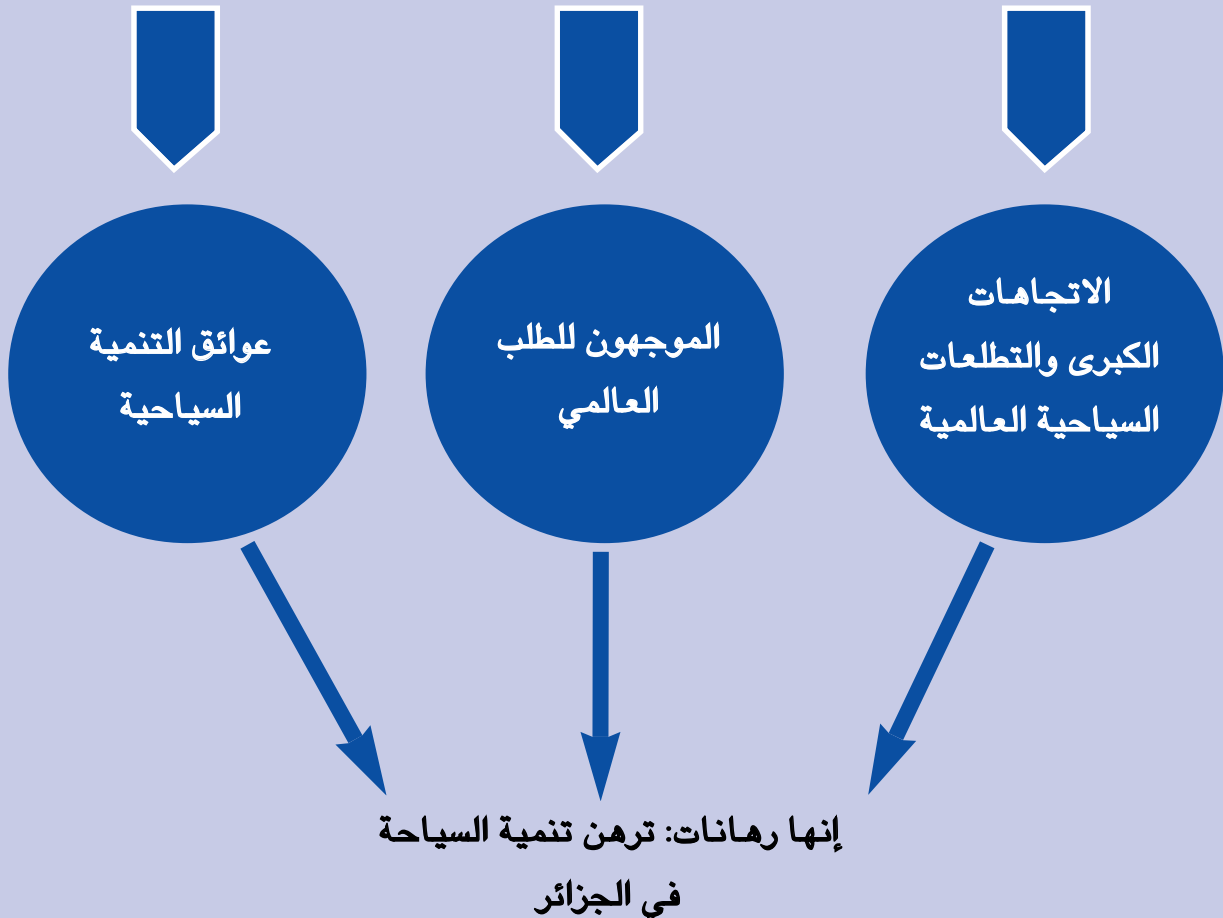 الاتجاهات
الكبرى والتطلعات
السياحية العالمية
الموجهون للطلب
العالمي
عوائق التنمية
السياحية
إنها رهانات: ترهن تنمية السياحة
في الجزائر